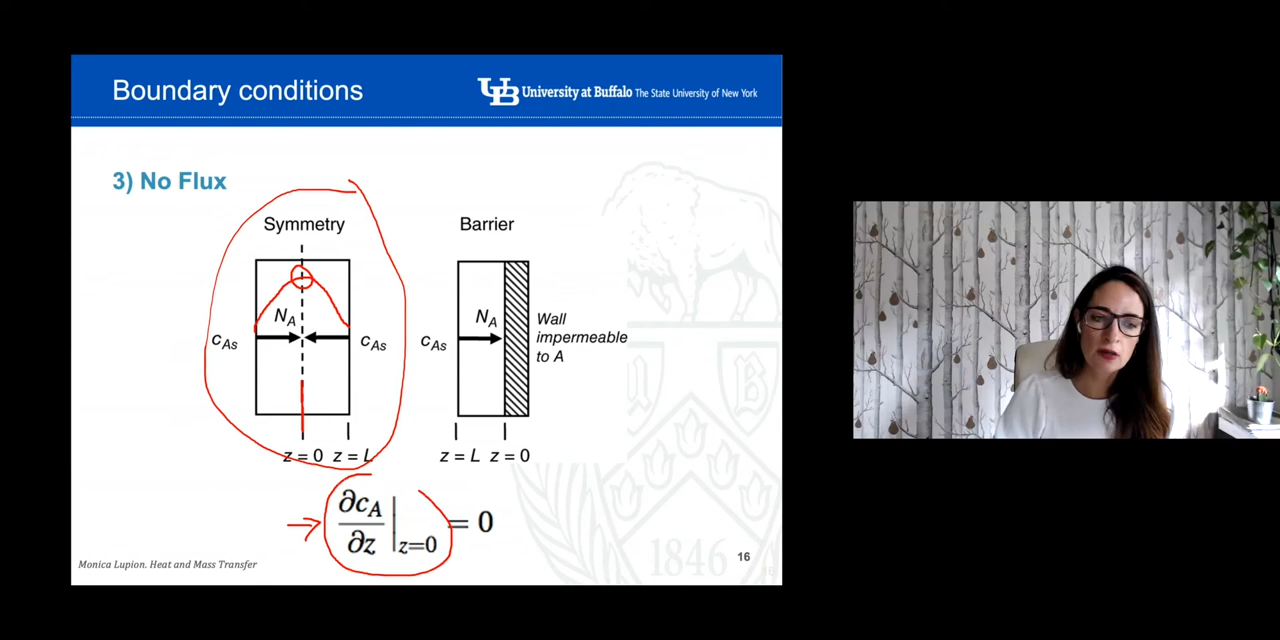 Boundary conditions
UB University at Buffalo The State University of New York
3) No Flux
Symmetry
Barrier
N_A
c_As
c_As
z=0
z=L
c_As
N_A
Wall
impermeable
to A
z=L
z=0
∂c_A/∂z|_{z=0} = 0
Monica Lupion. Heat and Mass Transfer
16
1846